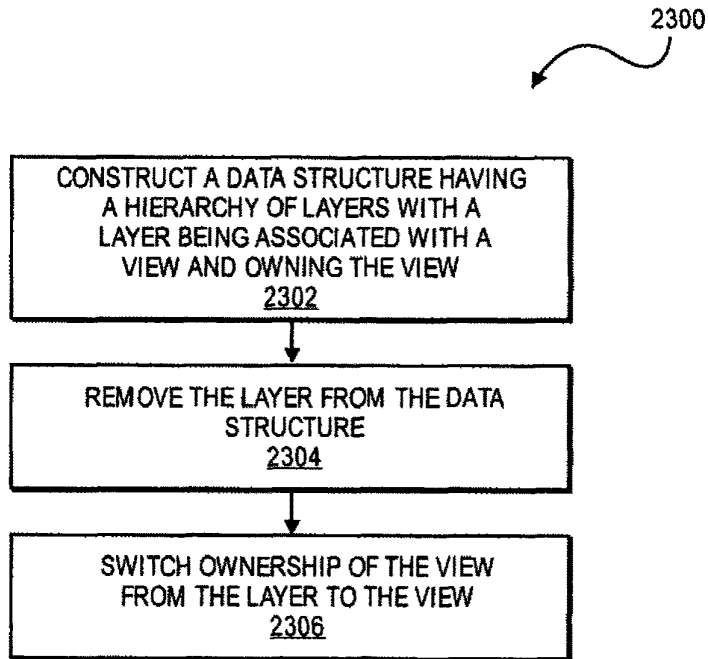 2300
CONSTRUCT A DATA STRUCTURE HAVING
A HIERARCHY OF LAYERS WITH A
LAYER BEING ASSOCIATED WITH A
VIEW AND OWNING THE VIEW
2302
REMOVE THE LAYER FROM THE DATA
STRUCTURE
2304
SWITCH OWNERSHIP OF THE VIEW
FROM THE LAYER TO THE VIEW
2306